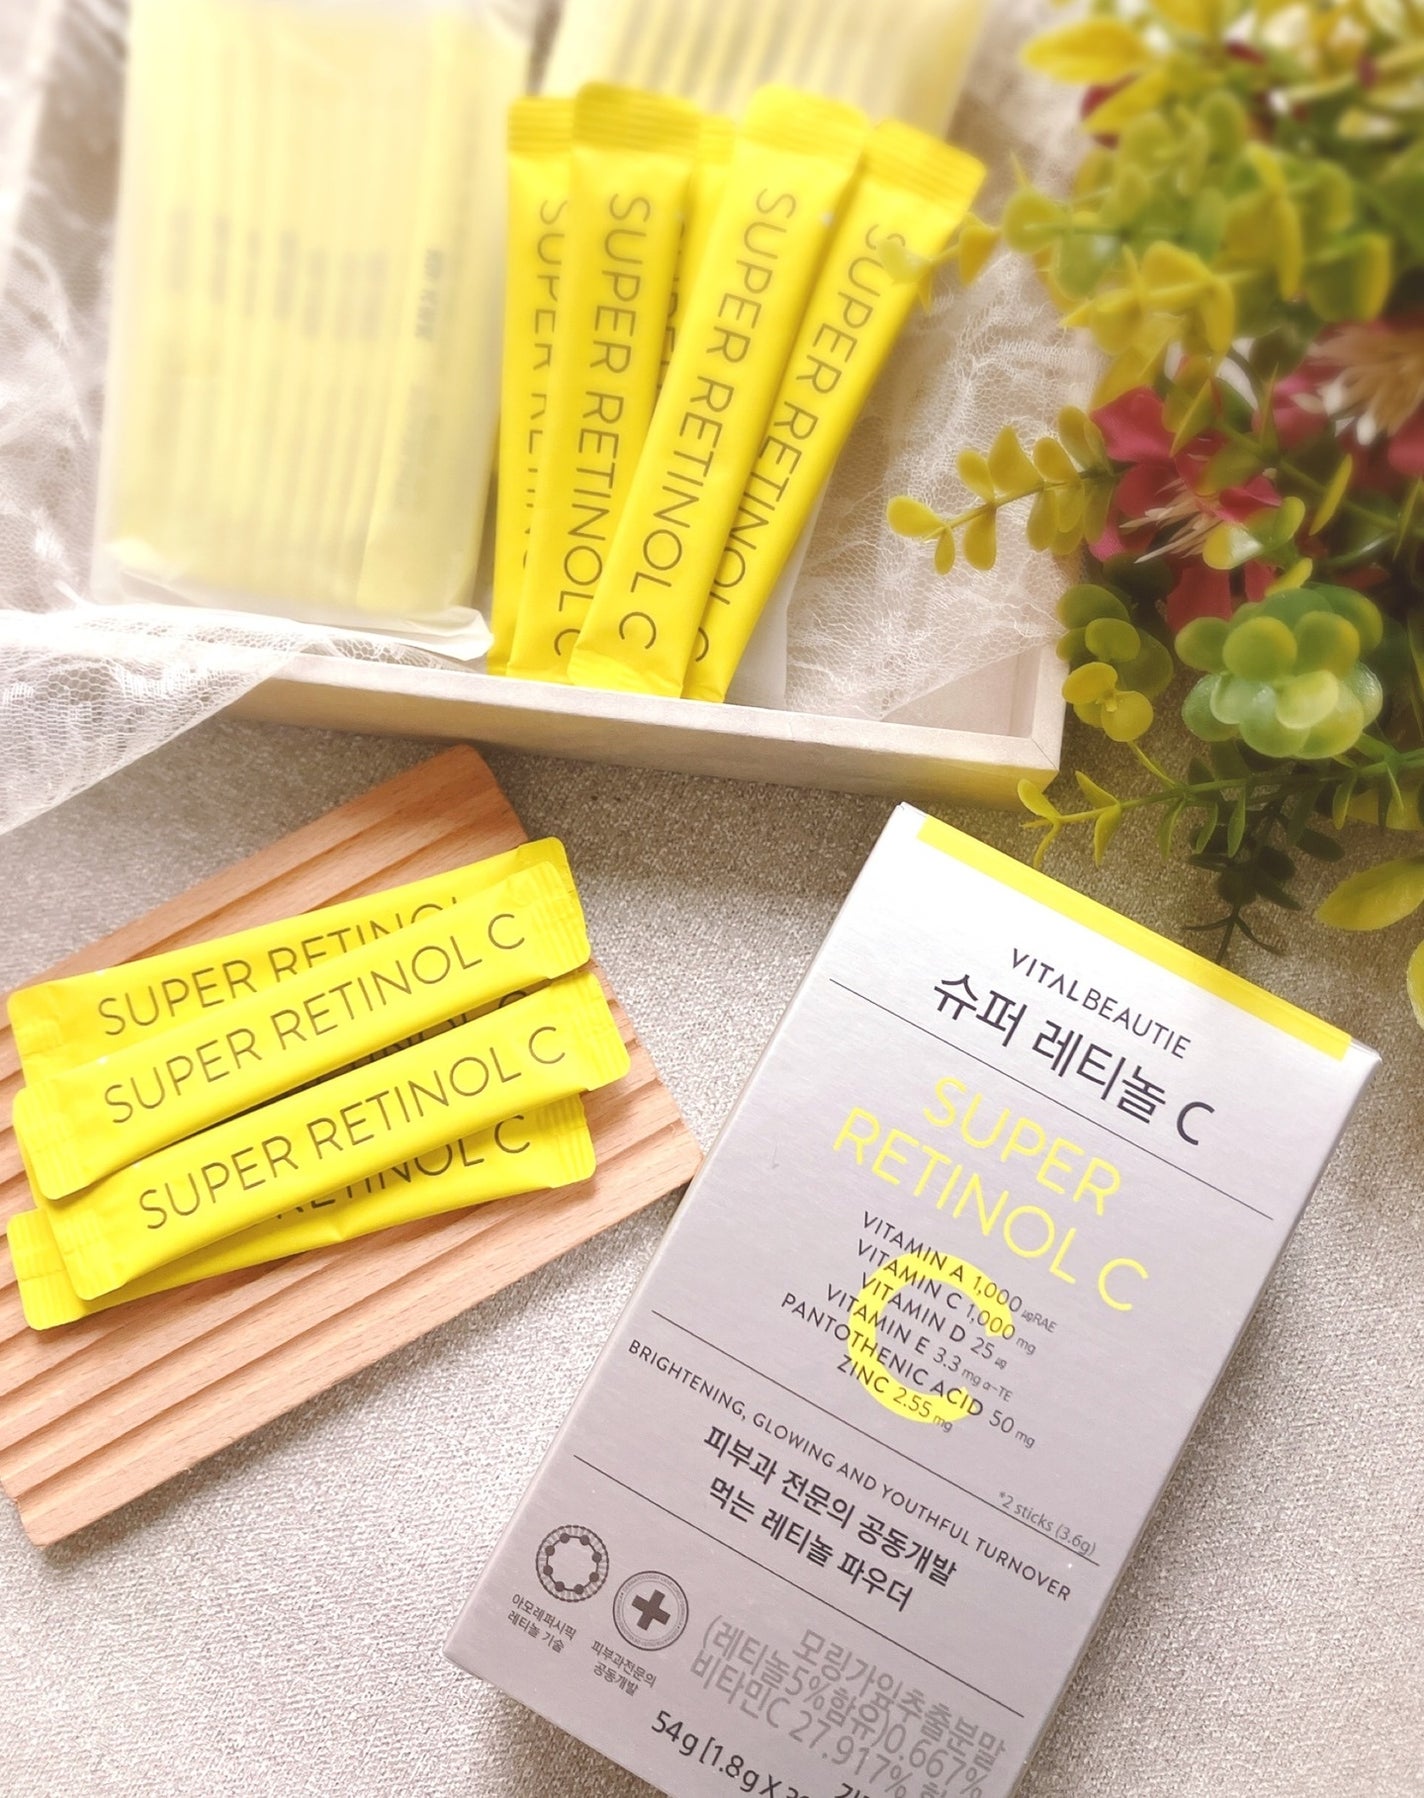 SUPER RETINOL C
SUPER RETINOL C
SUPER RETINOL C
SUPER RETINOL C
SUPER RETINOL
SUPER RETINOL C
SUPER RETINOL C
RETINOL C
VITALBEAUTIE
슈퍼 레티놀 C
SUPER
RETINOL C
C
VITAMIN A 1,000 μgRAE
VITAMIN C 1,000 mg
VITAMIN D 25 μg
VITAMIN E 3.3 mg α-TE
PANTOTHENIC ACID 50 mg
ZINC 2.55 mg
*2 sticks (3.6g)
BRIGHTENING, GLOWING AND YOUTHFUL TURNOVER
피부과 전문의 공동개발
먹는 레티놀 파우더
아모레퍼시픽
레티놀 기술
피부과전문의
공동개발
모링가잎추출분말
(레티놀5%함유)0.667%
비타민C 27.917%
54g [1.8g X